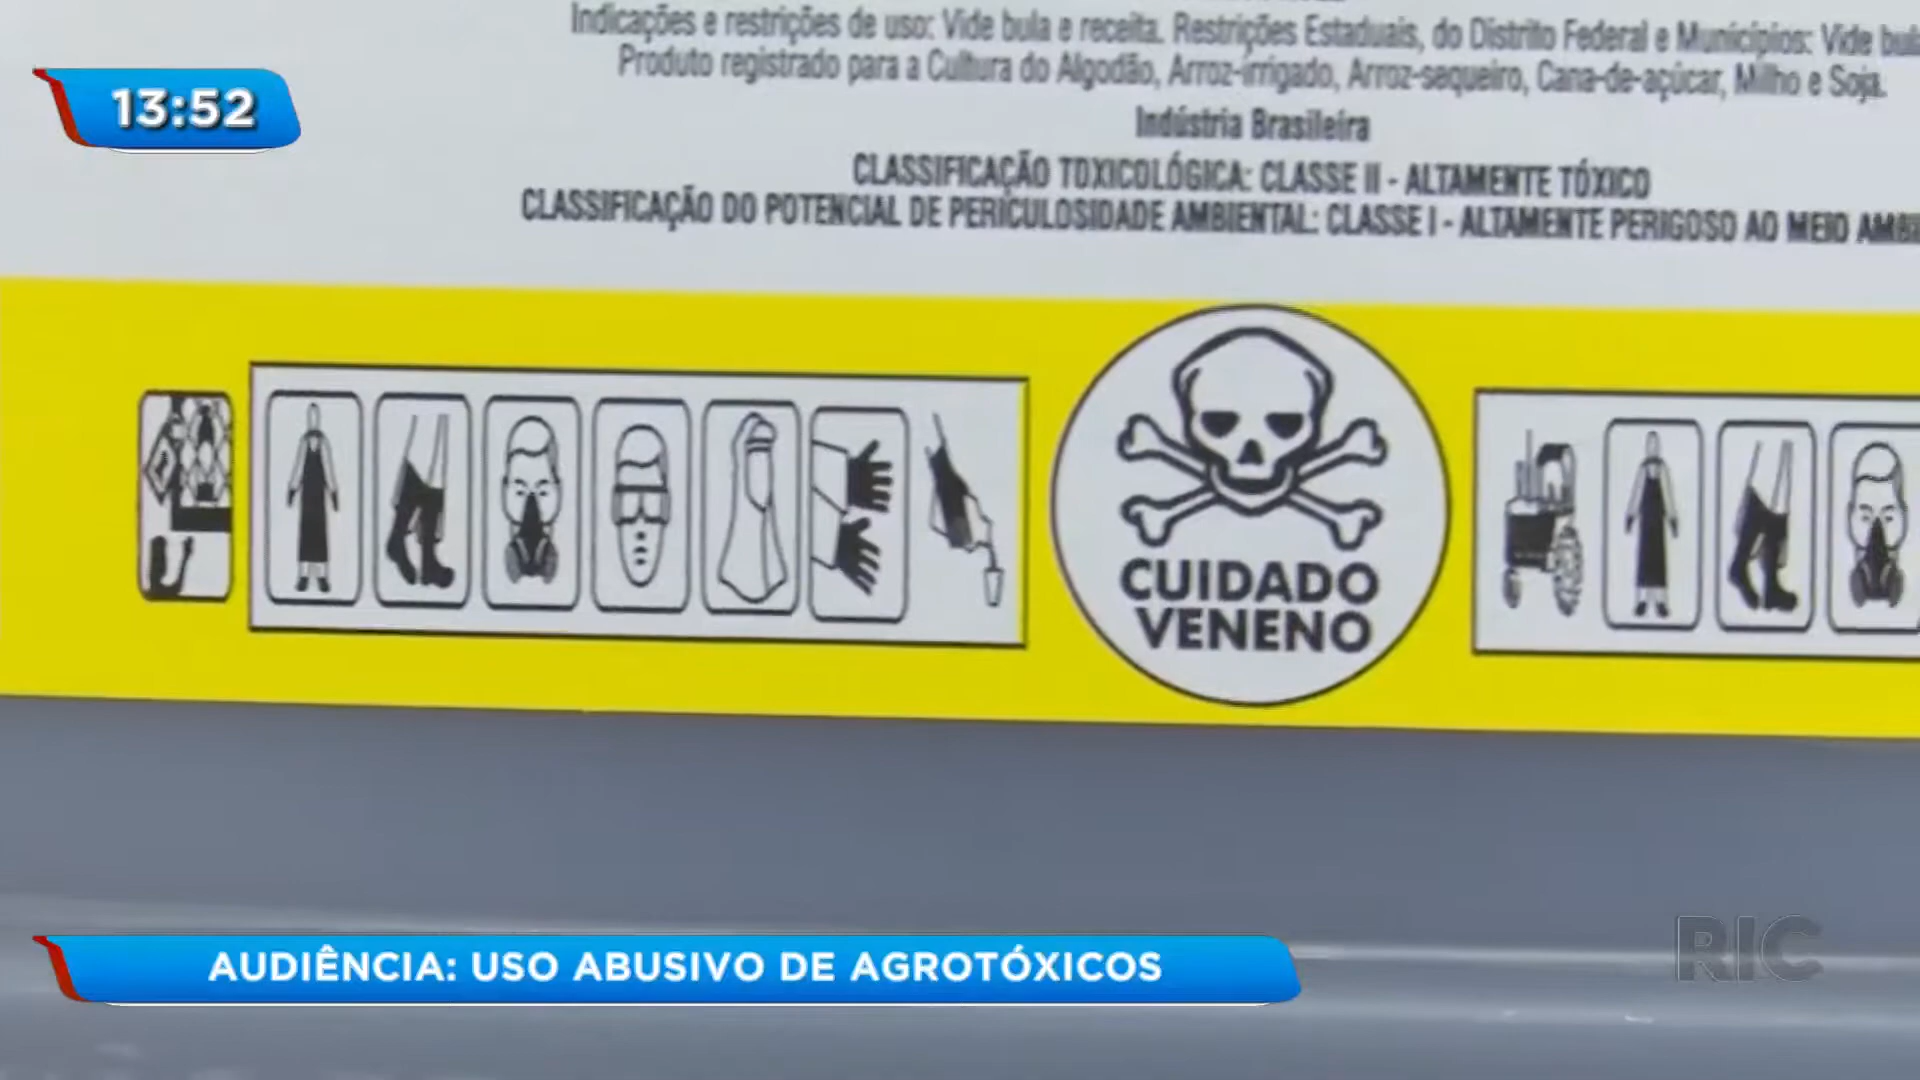 Indicações e restrições de uso: Vide bula e receita. Restrições Estaduais, do Distrito Federal e Municípios: Vide bula
Produto registrado para a Cultura do Algodão, Arroz-irrigado, Arroz-sequeiro, Cana-de-açúcar, Milho e Soja.
13:52
Indústria Brasileira
CLASSIFICAÇÃO TOXICOLÓGICA: CLASSE II - ALTAMENTE TÓXICO
CLASSIFICAÇÃO DO POTENCIAL DE PERICULOSIDADE AMBIENTAL: CLASSE I - ALTAMENTE PERIGOSO AO MEIO AMBI
CUIDADO
VENENO
AUDIÊNCIA: USO ABUSIVO DE AGROTÓXICOS
RIC